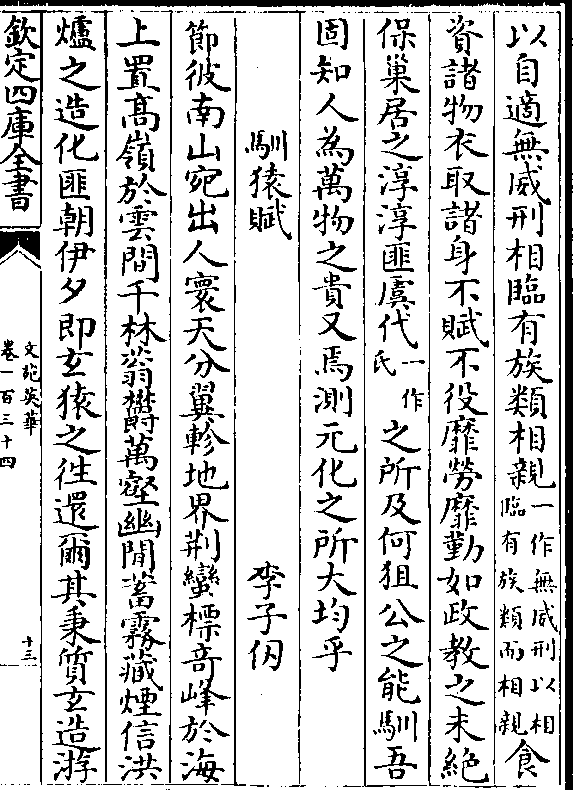 以自適無威刑相臨有族類相親一作無威刑以相臨有族類而相親食
資諸物衣取諸身不賦不役靡勞靡勤如政教之未絶
保巢居之淳淳匪虞代一作氏之所及何狙公之能馴吾
固知人為萬物之貴又焉測元化之所大均乎
馴猿賦 李子仞
節彼南山宛出人寰天分翼軫地界荆蠻標竒峰於海
上置高嶺於雲間千林蓊欝萬壑幽閒蓄霧藏煙信洪
爐之造化匪朝伊夕即玄猿之往還爾其秉質玄造游
欽定四庫全書
文苑英華
卷一百三十四
十三